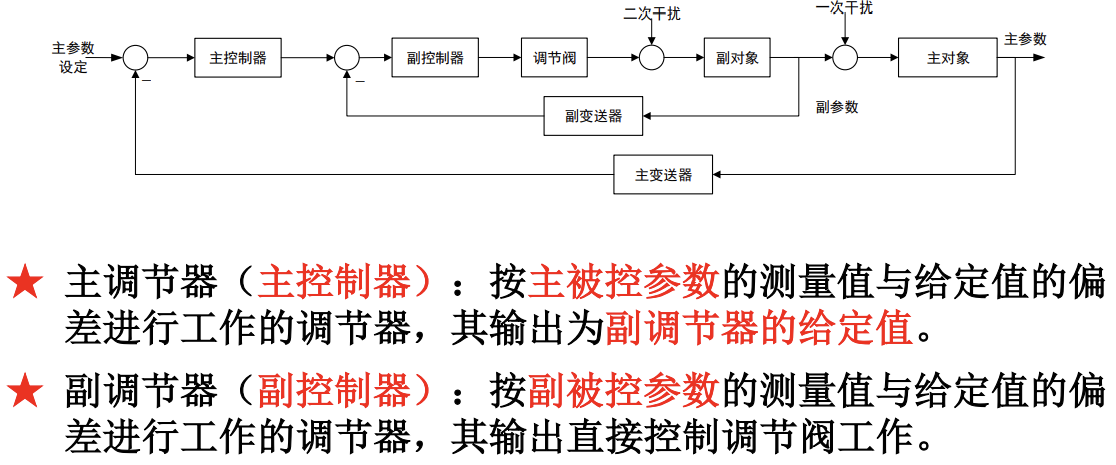 二次干扰
一次干扰
主参数
设定
主控制器
副控制器
调节阀
副对象
主对象
主参数
副变送器
副参数
主变送器
★ 主调节器（主控制器）：按主被控参数的测量值与给定值的偏
差进行工作的调节器，其输出为副调节器的给定值。
★ 副调节器（副控制器）：按副被控参数的测量值与给定值的偏
差进行工作的调节器，其输出直接控制调节阀工作。